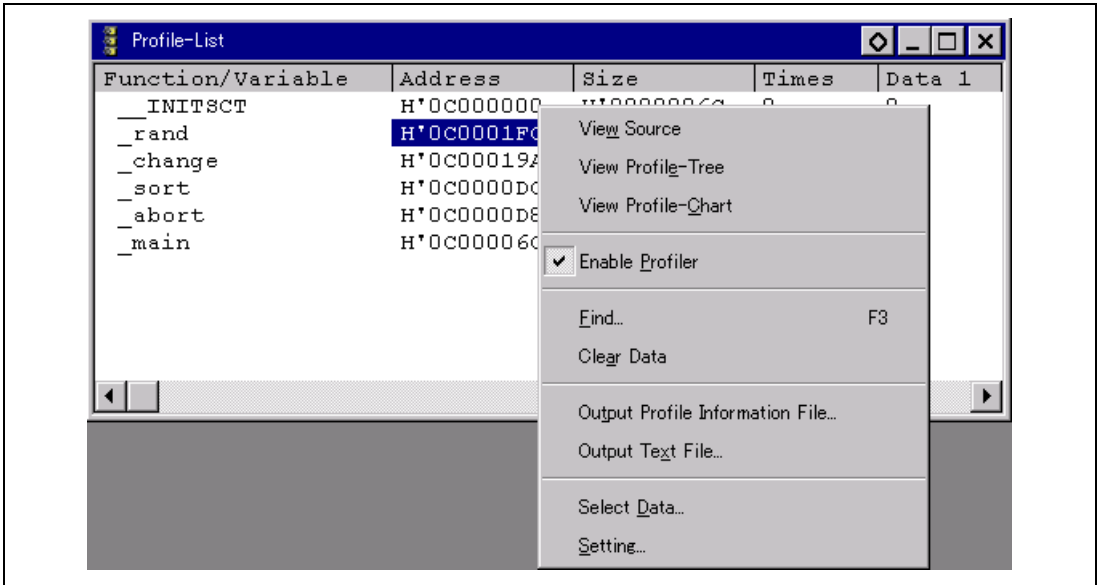 Profile-List
Function/Variable Address Size Times Data 1
__INITSCT H'0C000000
_rand H'0C0001F
_change H'0C00019A
_sort H'0C0000D
_abort H'0C0000D8
_main H'0C00006
View Source
View Profile-Tree
View Profile-Chart
Enable Profiler
Find... F3
Clear Data
Output Profile Information File...
Output Text File...
Select Data...
Setting...